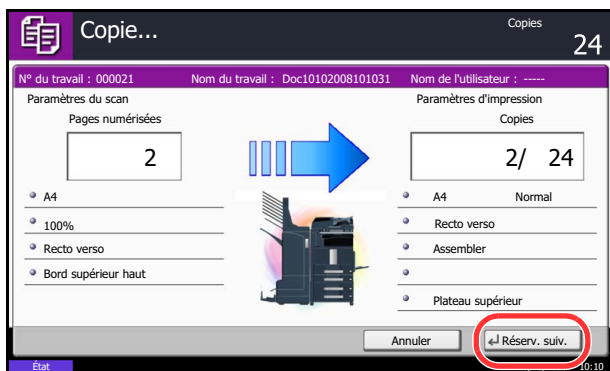 Copie...
Copies
24
N° du travail : 000021 Nom du travail : Doc10102008101031 Nom de l'utilisateur : -----
Paramètres du scan
Pages numérisées
2
A4
100%
Recto verso
Bord supérieur haut
Paramètres d'impression
Copies
2/ 24
A4 Normal
Recto verso
Assembler
Plateau supérieur
Annuler
Réserv. suiv.
État
10:10